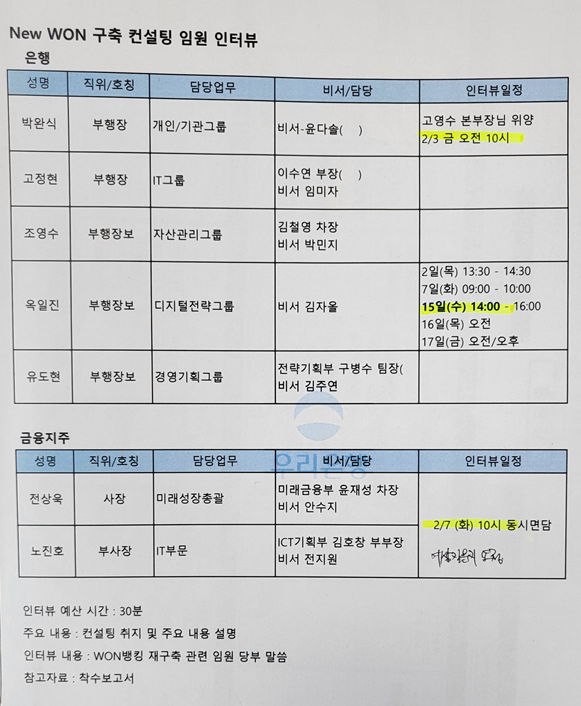 New WON 구축 컨설팅 임원 인터뷰
은행
성명 직위/호칭 담당업무 비서/담당 인터뷰일정
박완식 부행장 개인/기관그룹 비서-윤다솔( ) 고영수 본부장님 위양
2/3 금 오전 10시
고정현 부행장 IT그룹 이수연 부장( )
비서 임미자
조영수 부행장보 자산관리그룹 김철영 차장
비서 박민지
옥일진 부행장보 디지털전략그룹 비서 김자올 2일(목) 13:30 - 14:30
7일(화) 09:00 - 10:00
15일(수) 14:00 - 16:00
16일(목) 오전
17일(금) 오전/오후
유도현 부행장보 경영기획그룹 전략기획부 구병수 팀장(
비서 김주연
우리은행
금융지주
성명 직위/호칭 담당업무 비서/담당 인터뷰일정
전상욱 사장 미래성장총괄 미래금융부 윤재성 차장
비서 안수지
2/7 (화) 10시 동시면담
노진호 부사장 IT부문 ICT기획부 김호창 부부장
비서 전지원
인터뷰 예산 시간 : 30분
주요 내용 : 컨설팅 취지 및 주요 내용 설명
인터뷰 내용 : WON뱅킹 재구축 관련 임원 당부 말씀
참고자료 : 착수보고서